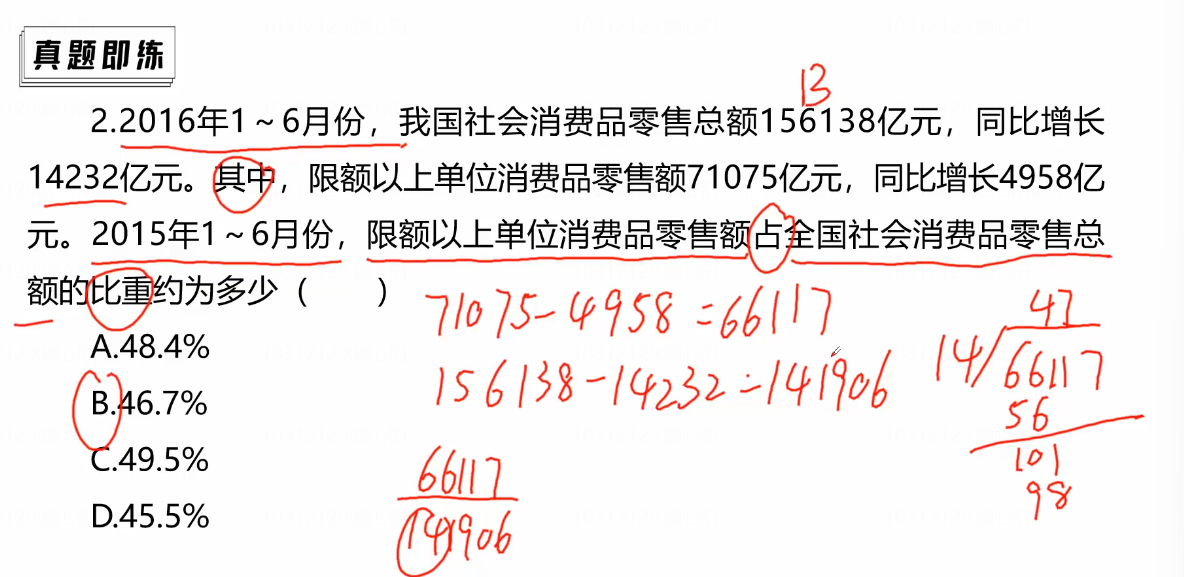 真题即练
13
2.2016年1～6月份，我国社会消费品零售总额156138亿元，同比增长
14232亿元。其中，限额以上单位消费品零售额71075亿元，同比增长4958亿
元。2015年1～6月份，限额以上单位消费品零售额占全国社会消费品零售总
额的比重约为多少（　　）
71075-4958=66117
47
A.48.4%
14/66117
156138-14232=141906
B.46.7%
56
C.49.5%
101
66117
98
D.45.5%
141906